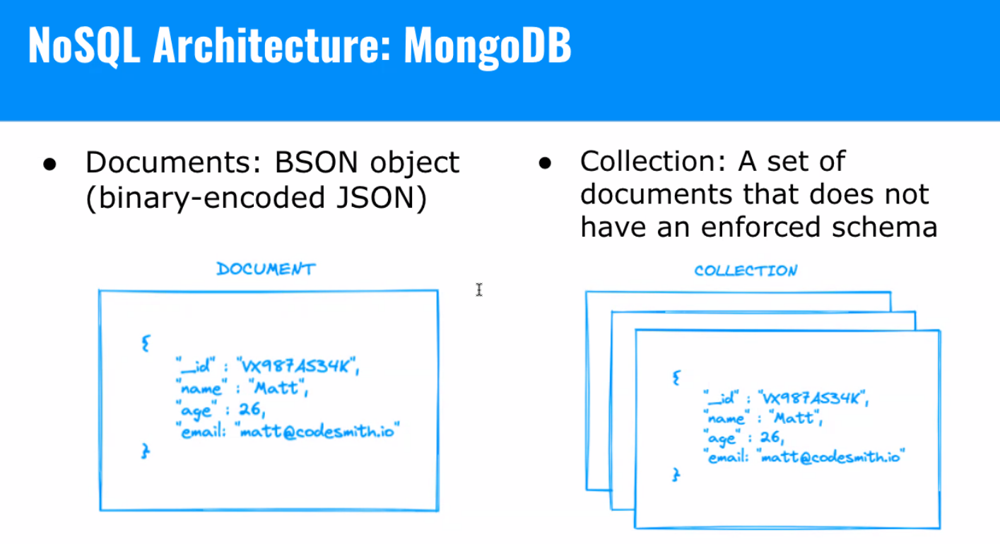 NoSQL Architecture: MongoDB
● Documents: BSON object
(binary-encoded JSON)
DOCUMENT
{
"_id" : "VX987AS34K",
"name" : "Matt",
"age" : 26,
"email: "matt@codesmith.io"
}
● Collection: A set of
documents that does not
have an enforced schema
COLLECTION
{
"_id" : "VX987AS34K",
"name" : "Matt",
"age" : 26,
"email: "matt@codesmith.io"
}